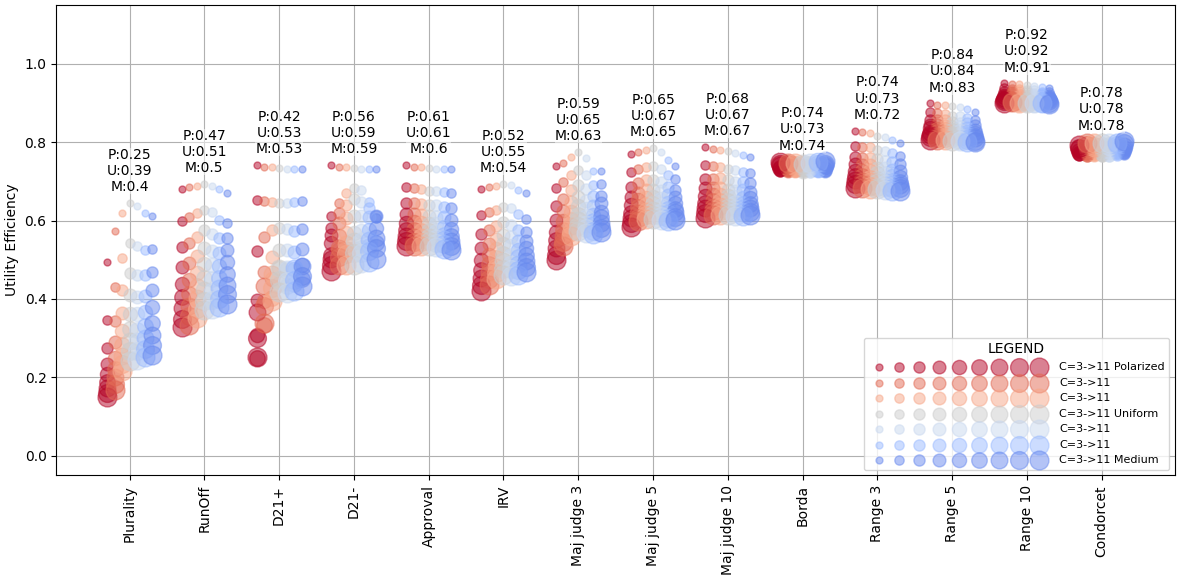 Utility Efficiency
1.0
0.8
0.6
0.4
0.2
0.0
P:0.25
U:0.39
M:0.4
P:0.47
U:0.51
M:0.5
P:0.42
U:0.53
M:0.53
P:0.56
U:0.59
M:0.59
P:0.61
U:0.61
M:0.6
P:0.52
U:0.55
M:0.54
P:0.59
U:0.65
M:0.63
P:0.65
U:0.67
M:0.65
P:0.68
U:0.67
M:0.67
P:0.74
U:0.73
M:0.74
P:0.74
U:0.73
M:0.72
P:0.84
U:0.84
M:0.83
P:0.92
U:0.92
M:0.91
P:0.78
U:0.78
M:0.78
LEGEND
C=3->11 Polarized
C=3->11
C=3->11
C=3->11 Uniform
C=3->11
C=3->11
C=3->11 Medium
Plurality
RunOff
D21+
D21-
Approval
IRV
Maj judge 3
Maj judge 5
Maj judge 10
Borda
Range 3
Range 5
Range 10
Condorcet